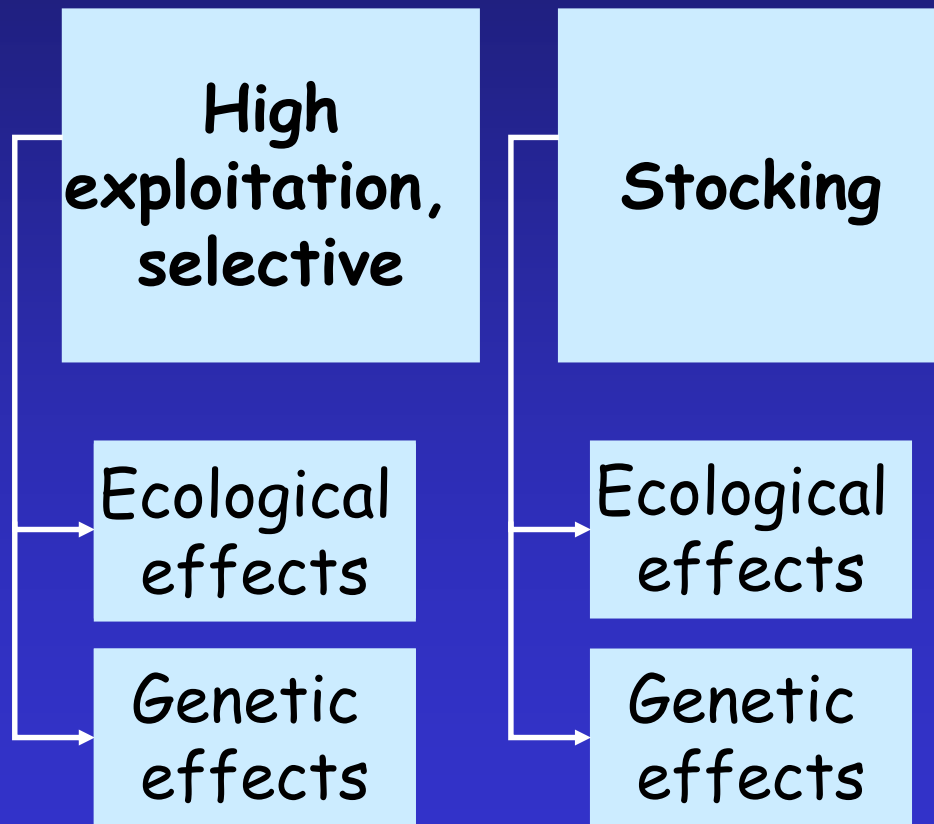 High
exploitation,
selective
Ecological
effects
Genetic
effects
Stocking
Ecological
effects
Genetic
effects